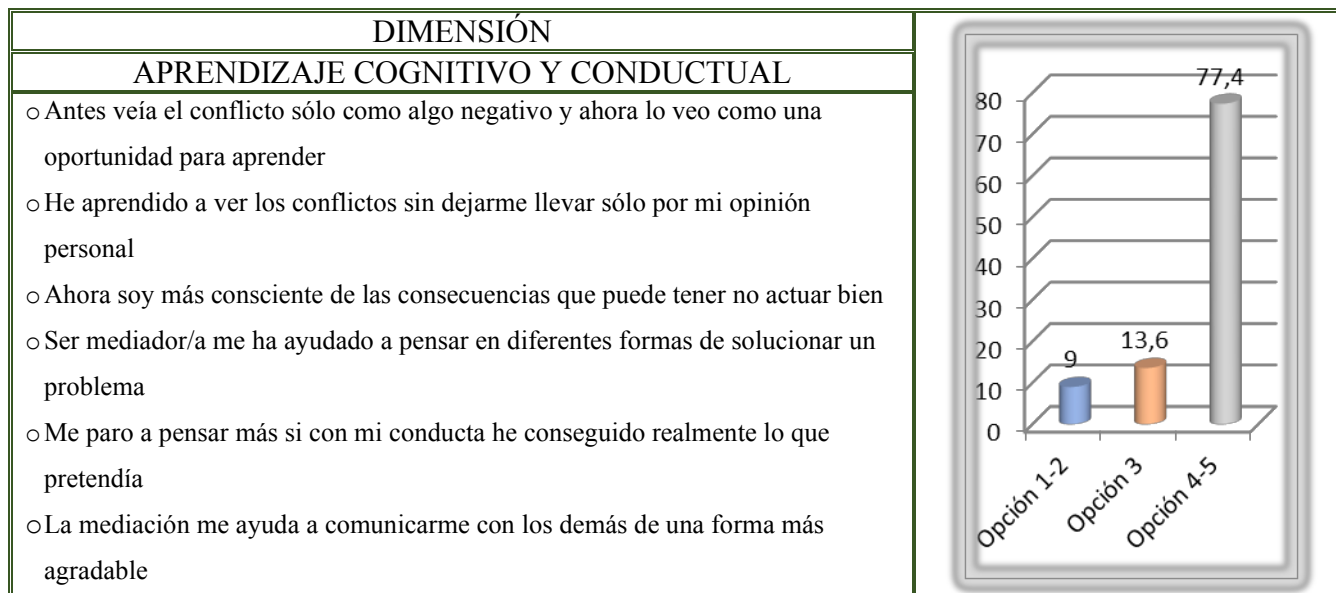 DIMENSIÓN
APRENDIZAJE COGNITIVO Y CONDUCTUAL
o Antes veía el conflicto sólo como algo negativo y ahora lo veo como una
oportunidad para aprender
o He aprendido a ver los conflictos sin dejarme llevar sólo por mi opinión
personal
o Ahora soy más consciente de las consecuencias que puede tener no actuar bien
o Ser mediador/a me ha ayudado a pensar en diferentes formas de solucionar un
problema
o Me paro a pensar más si con mi conducta he conseguido realmente lo que
pretendía
o La mediación me ayuda a comunicarme con los demás de una forma más
agradable
77,4
80
70
60
50
40
30
20
10
0
9
13,6
Opción 1-2
Opción 3
Opción 4-5